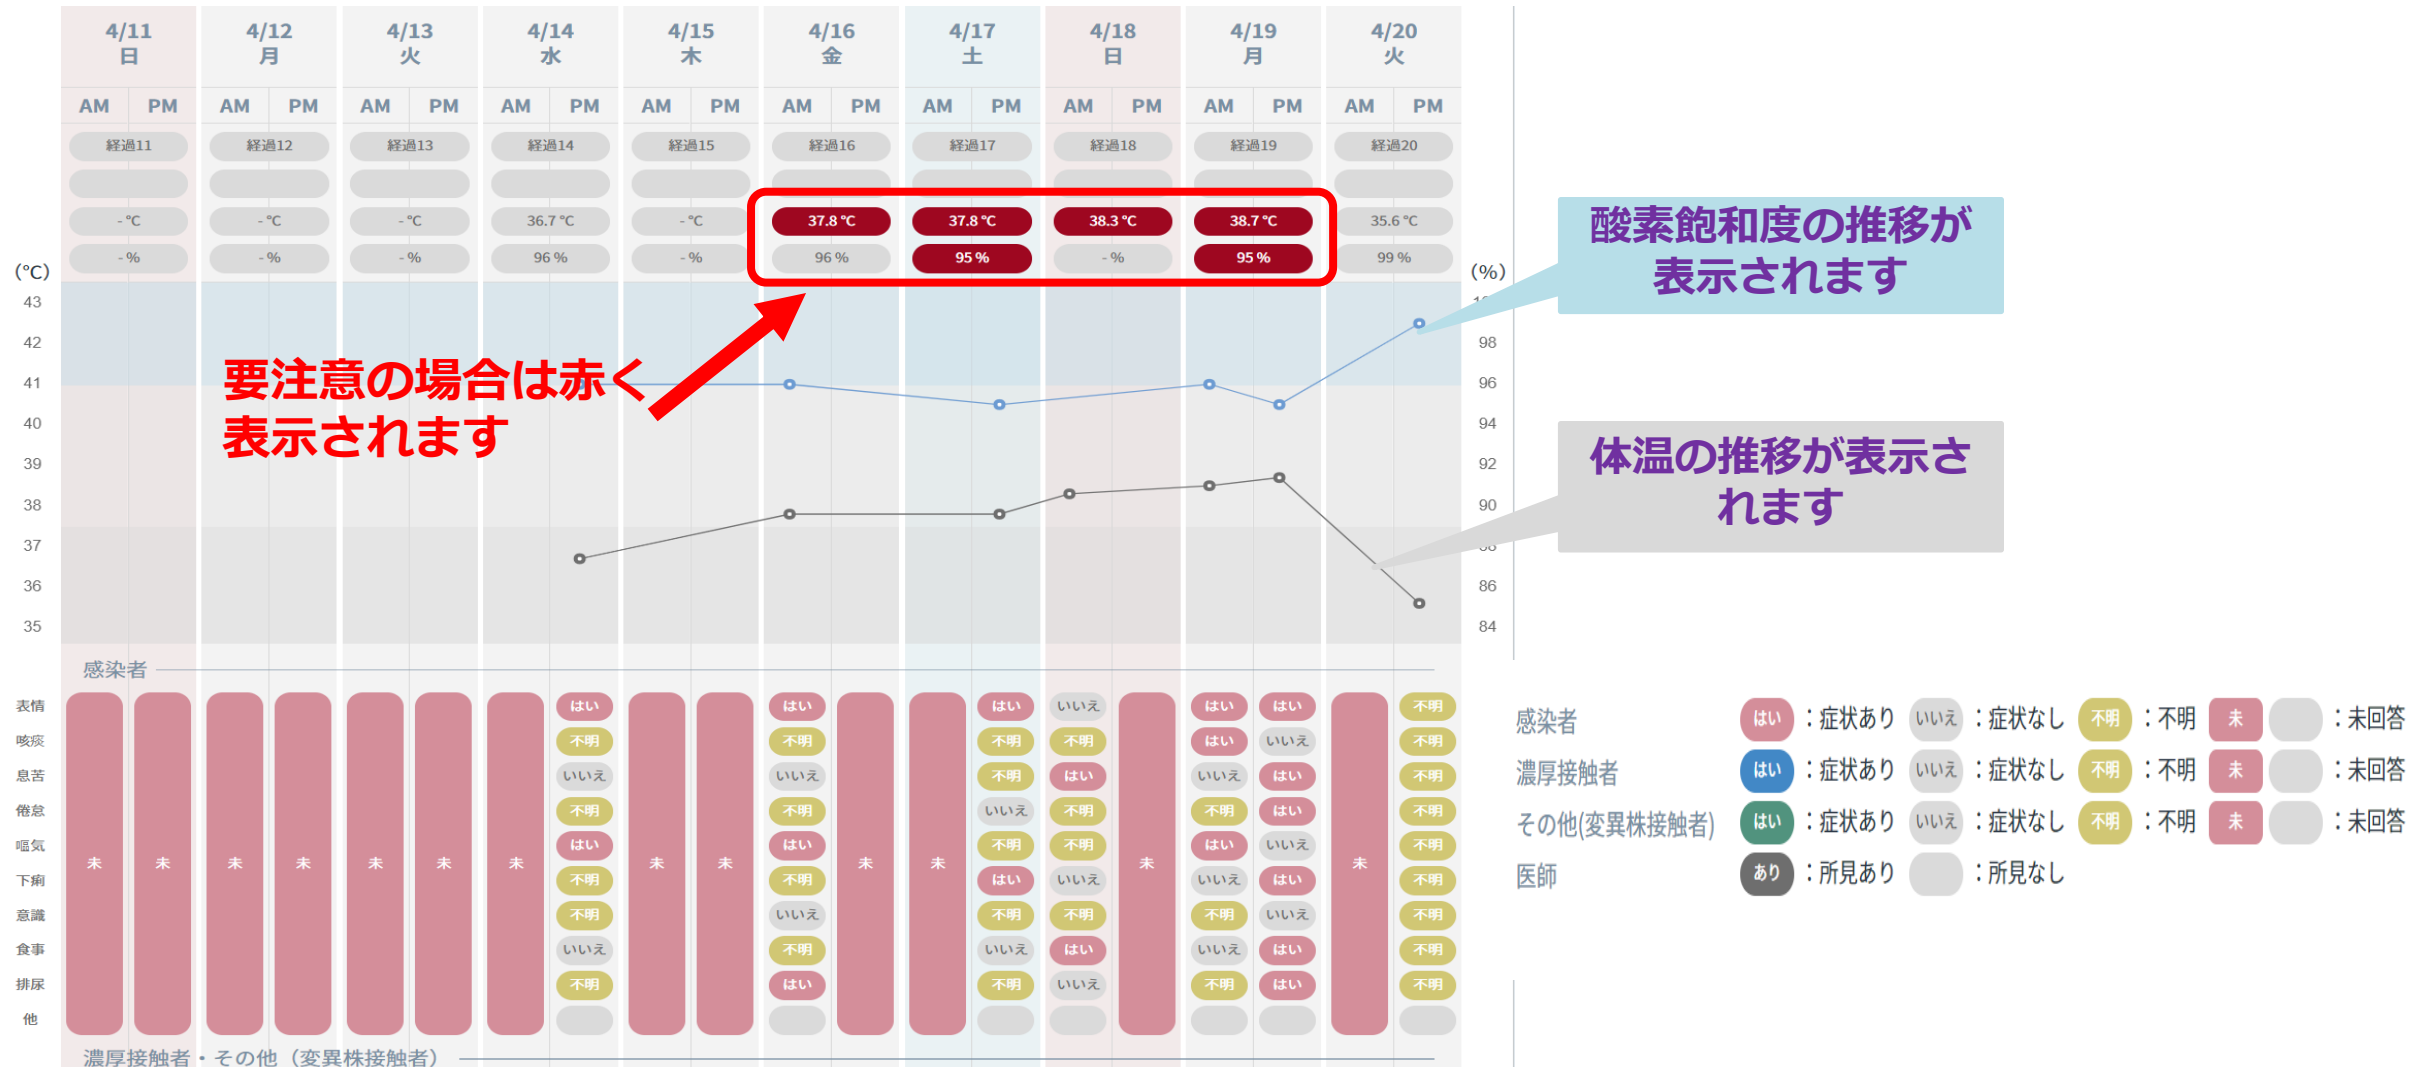 4/11 4/12 4/13 4/14 4/15 4/16 4/17 4/18 4/19 4/20
日 月 火 水 木 金 土 日 月 火
AM PM AM PM AM PM AM PM AM PM AM PM AM PM AM PM AM PM AM PM
経過11 経過12 経過13 経過14 経過15 経過16 経過17 経過18 経過19 経過20
- ℃ - ℃ - ℃ 36.7 ℃ - ℃ 37.8 ℃ 37.8 ℃ 38.3 ℃ 38.7 ℃ 35.6 ℃
- % - % - % 96 % - % 96 % 95 % - % 95 % 99 %
(℃) (%)
43
42 98
41 96
40 94
39 92
38 90
37
36 86
35 84
要注意の場合は赤く
表示されます
酸素飽和度の推移が
表示されます
体温の推移が表示さ
れます
感染者
表情 はい はい はい いいえ はい はい 不明
咳痰 不明 不明 不明 不明 はい いいえ 不明
息苦 いいえ いいえ 不明 はい いいえ はい 不明
倦怠 不明 不明 いいえ 不明 不明 はい 不明
嘔気 はい はい 不明 不明 はい いいえ 不明
未 未 未 未 未 未 未 未 未 未 未 未 未
下痢 不明 不明 はい いいえ いいえ はい 不明
意識 不明 いいえ 不明 不明 不明 いいえ 不明
食事 いいえ 不明 いいえ はい いいえ はい 不明
排尿 不明 はい 不明 いいえ 不明 はい 不明
他
濃厚接触者・その他（変異株接触者）
感染者 はい ：症状あり いいえ ：症状なし 不明 ：不明 未 ：未回答
濃厚接触者 はい ：症状あり いいえ ：症状なし 不明 ：不明 未 ：未回答
その他(変異株接触者) はい ：症状あり いいえ ：症状なし 不明 ：不明 未 ：未回答
医師 あり ：所見あり ：所見なし